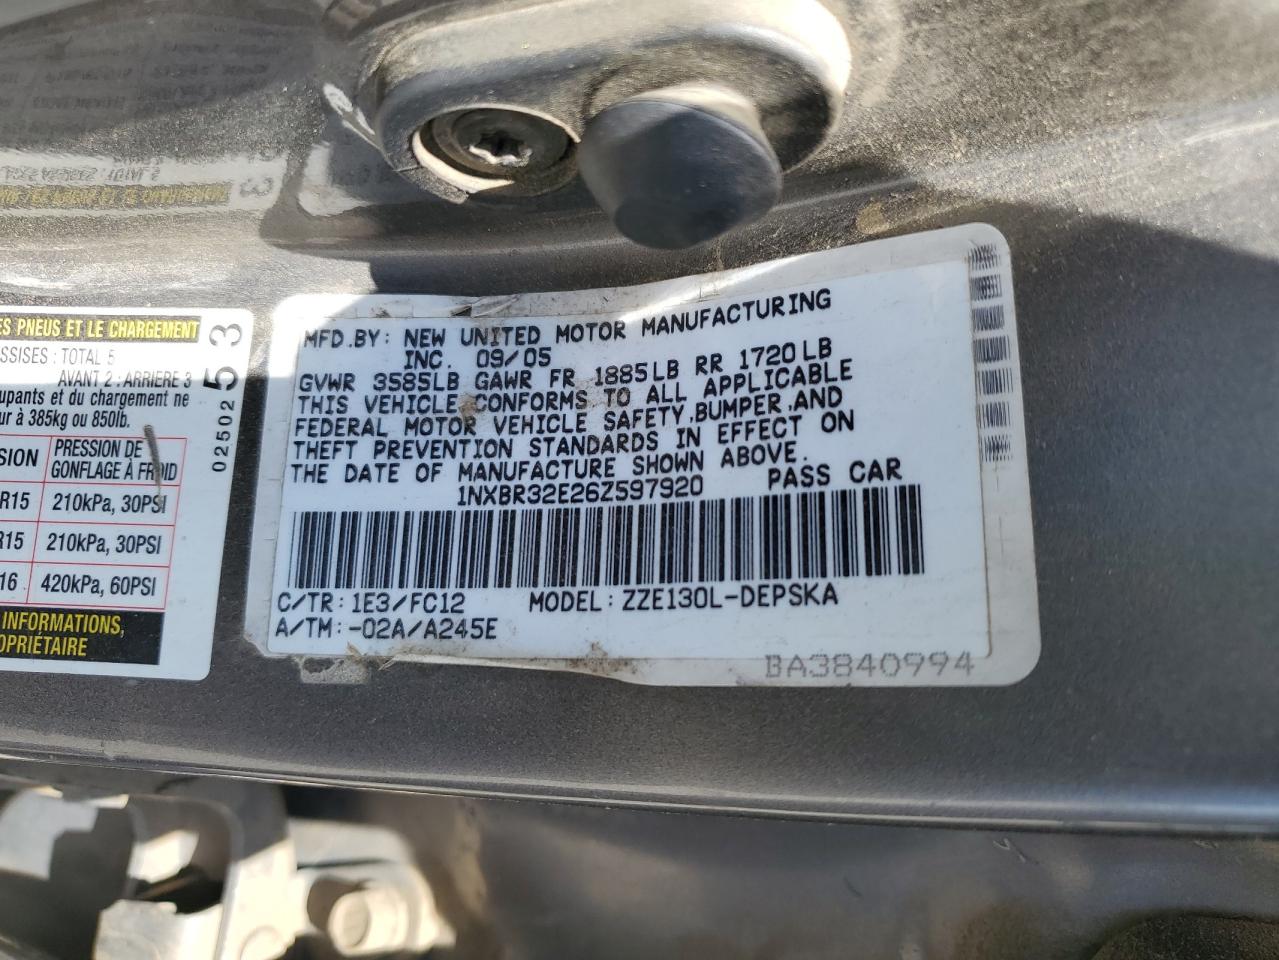 ES PNEUS ET LE CHARGEMENT
SSISES : TOTAL 5
AVANT 2 : ARRIERE 3
cupants et du chargement ne
ur à 385kg ou 850lb.
SION PRESSION DE
GONFLAGE À FROID
R15 210kPa, 30PSI
R15 210kPa, 30PSI
16 420kPa, 60PSI
INFORMATIONS,
OPRIÉTAIRE
02502 53
MFD.BY: NEW UNITED MOTOR MANUFACTURING
INC. 09/05
GVWR 3585LB GAWR FR 1885LB RR 1720LB
THIS VEHICLE CONFORMS TO ALL APPLICABLE
FEDERAL MOTOR VEHICLE SAFETY,BUMPER,AND
THEFT PREVENTION STANDARDS IN EFFECT ON
THE DATE OF MANUFACTURE SHOWN ABOVE.
1NXBR32E26Z597920 PASS CAR
C/TR: 1E3/FC12 MODEL: ZZE130L-DEPSKA
A/TM:-02A/A245E
BA3840994